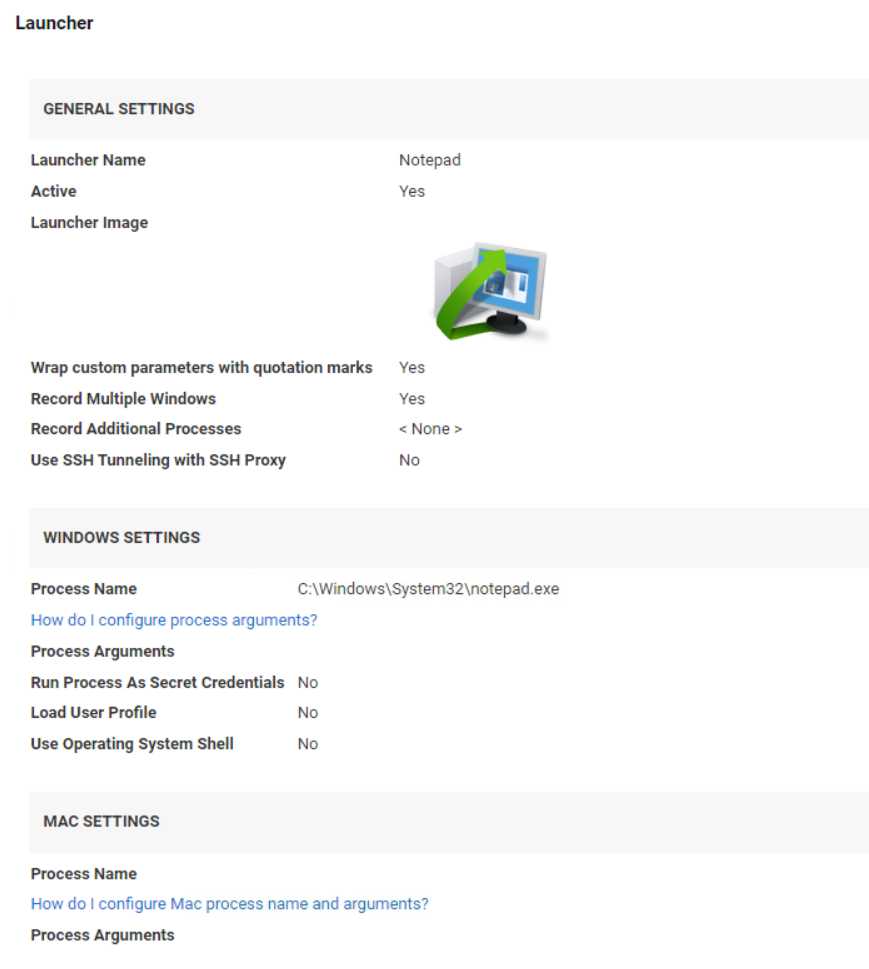 Launcher
GENERAL SETTINGS
Launcher Name Notepad
Active Yes
Launcher Image
Wrap custom parameters with quotation marks Yes
Record Multiple Windows Yes
Record Additional Processes < None >
Use SSH Tunneling with SSH Proxy No
WINDOWS SETTINGS
Process Name C:\Windows\System32\notepad.exe
How do I configure process arguments?
Process Arguments
Run Process As Secret Credentials No
Load User Profile No
Use Operating System Shell No
MAC SETTINGS
Process Name
How do I configure Mac process name and arguments?
Process Arguments